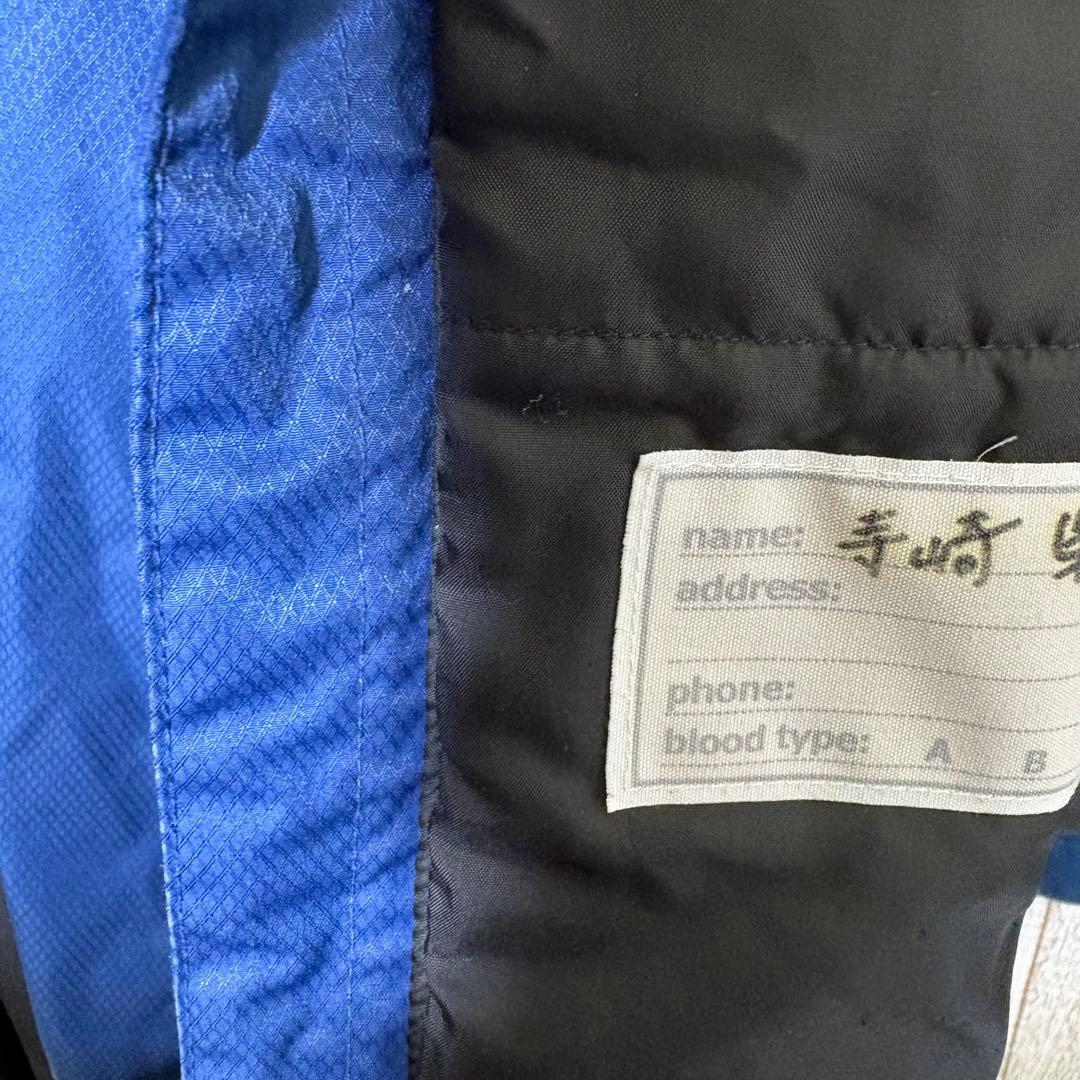 name: 寺崎
address:
phone:
blood type: A B